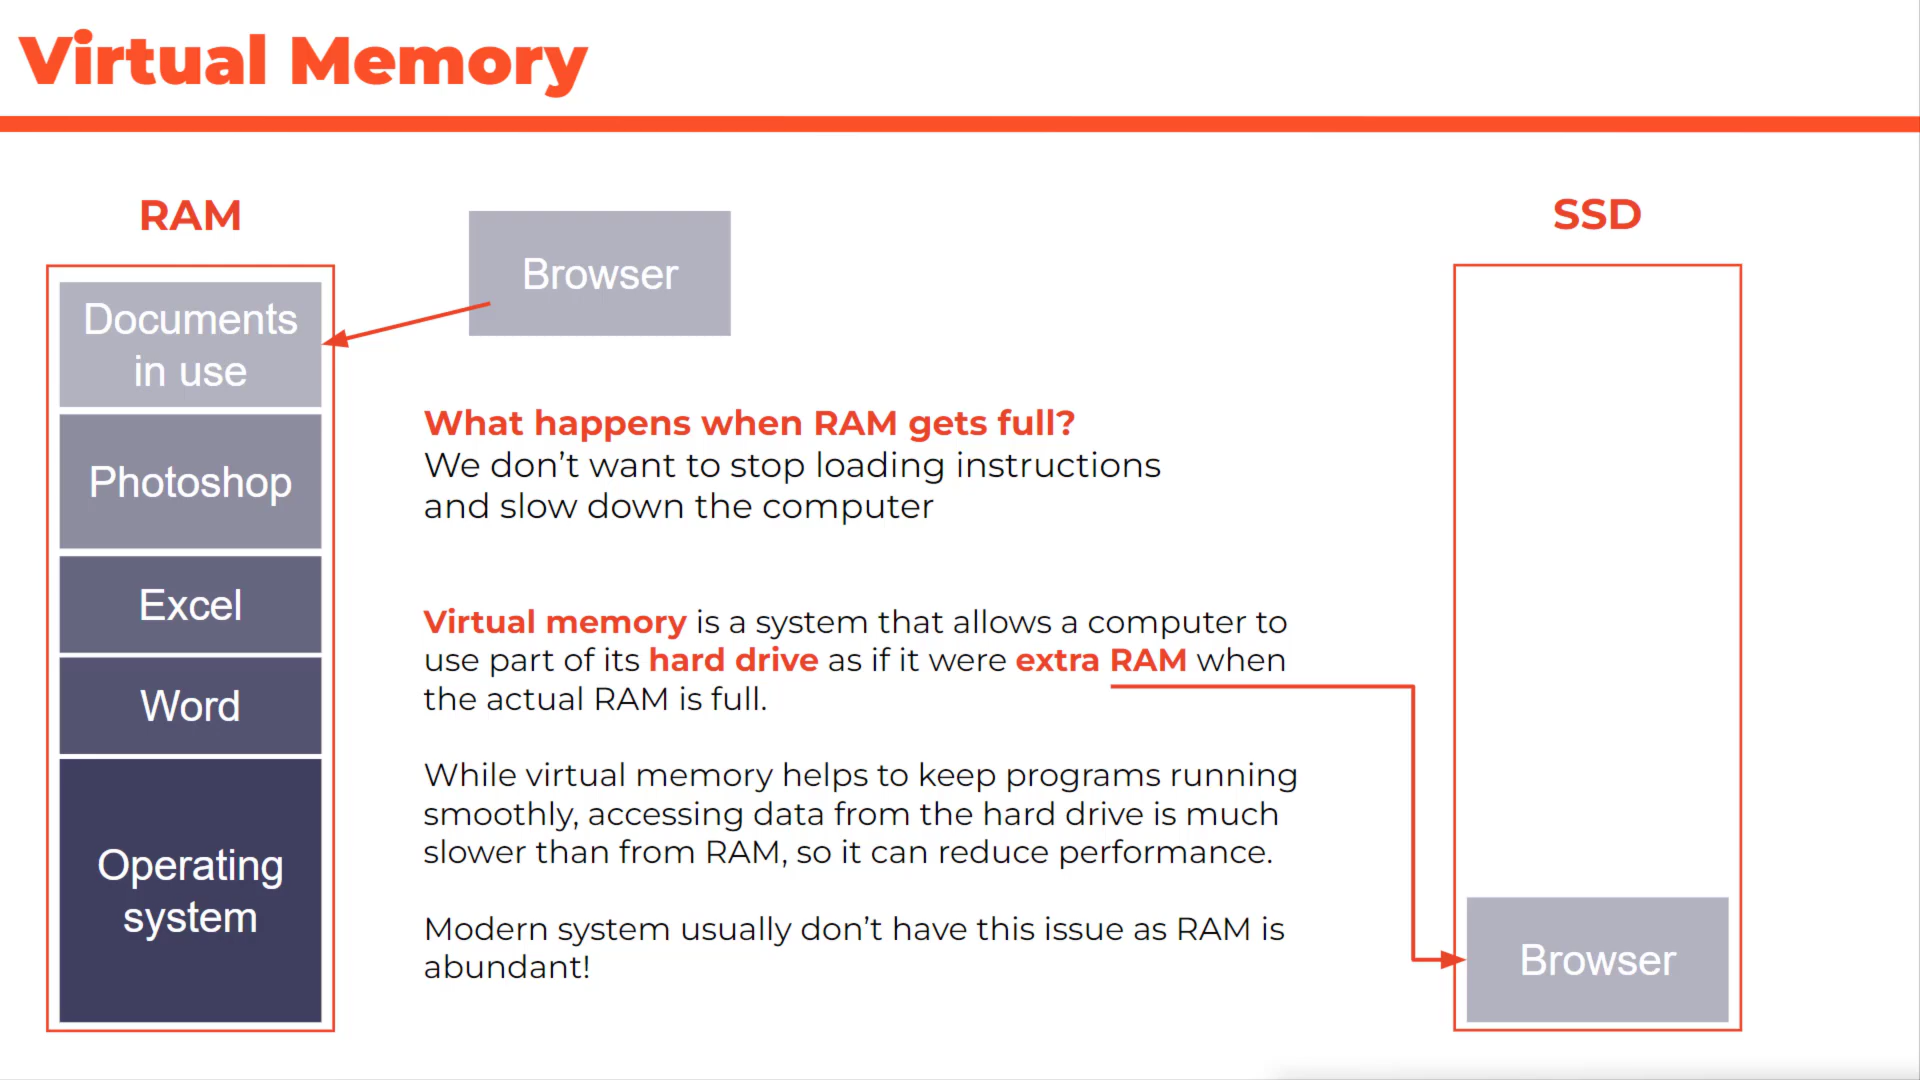 Virtual Memory
RAM
Documents
in use
Photoshop
Excel
Word
Operating
system
Browser
What happens when RAM gets full?
We don’t want to stop loading instructions
and slow down the computer
Virtual memory is a system that allows a computer to
use part of its hard drive as if it were extra RAM when
the actual RAM is full.
While virtual memory helps to keep programs running
smoothly, accessing data from the hard drive is much
slower than from RAM, so it can reduce performance.
Modern system usually don’t have this issue as RAM is
abundant!
SSD
Browser